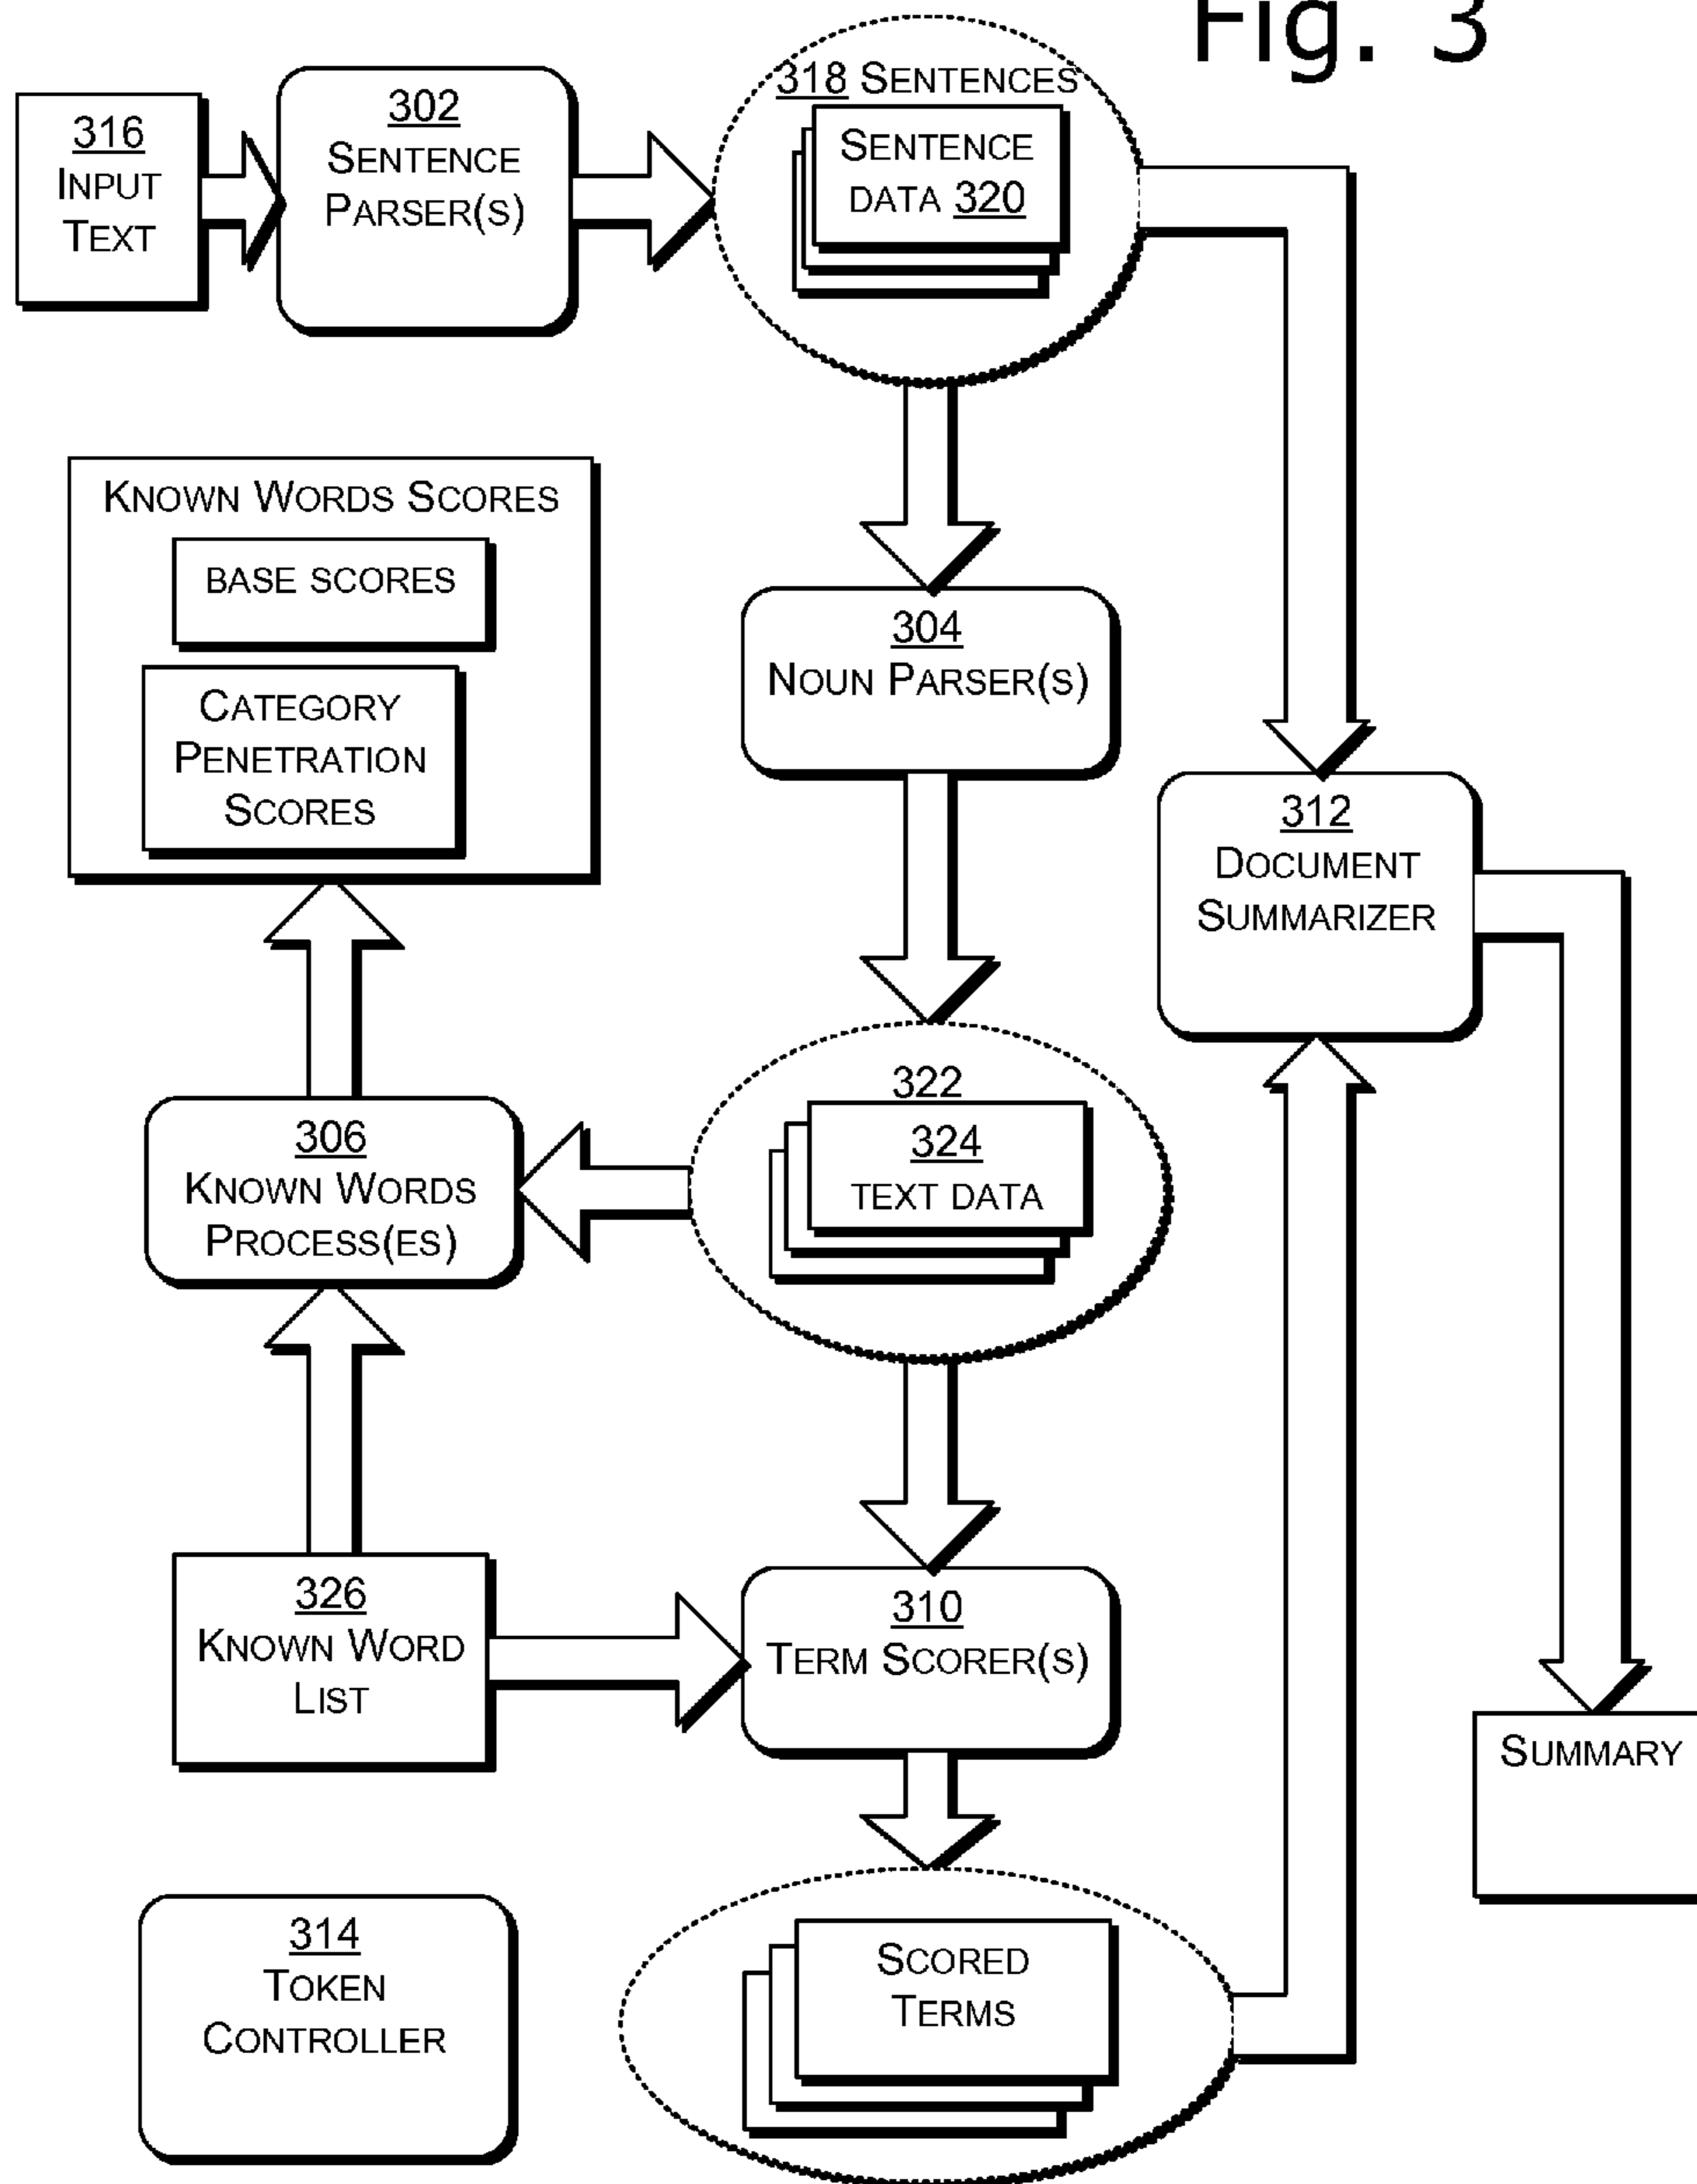 Fig. 3
316
INPUT
TEXT
302
SENTENCE
PARSER(S)
318 SENTENCES
SENTENCE
DATA 320
KNOWN WORDS SCORES
BASE SCORES
CATEGORY
PENETRATION
SCORES
304
NOUN PARSER(S)
312
DOCUMENT
SUMMARIZER
306
KNOWN WORDS
PROCESS(ES)
322
324
TEXT DATA
326
KNOWN WORD
LIST
310
TERM SCORER(S)
SUMMARY
314
TOKEN
CONTROLLER
SCORED
TERMS